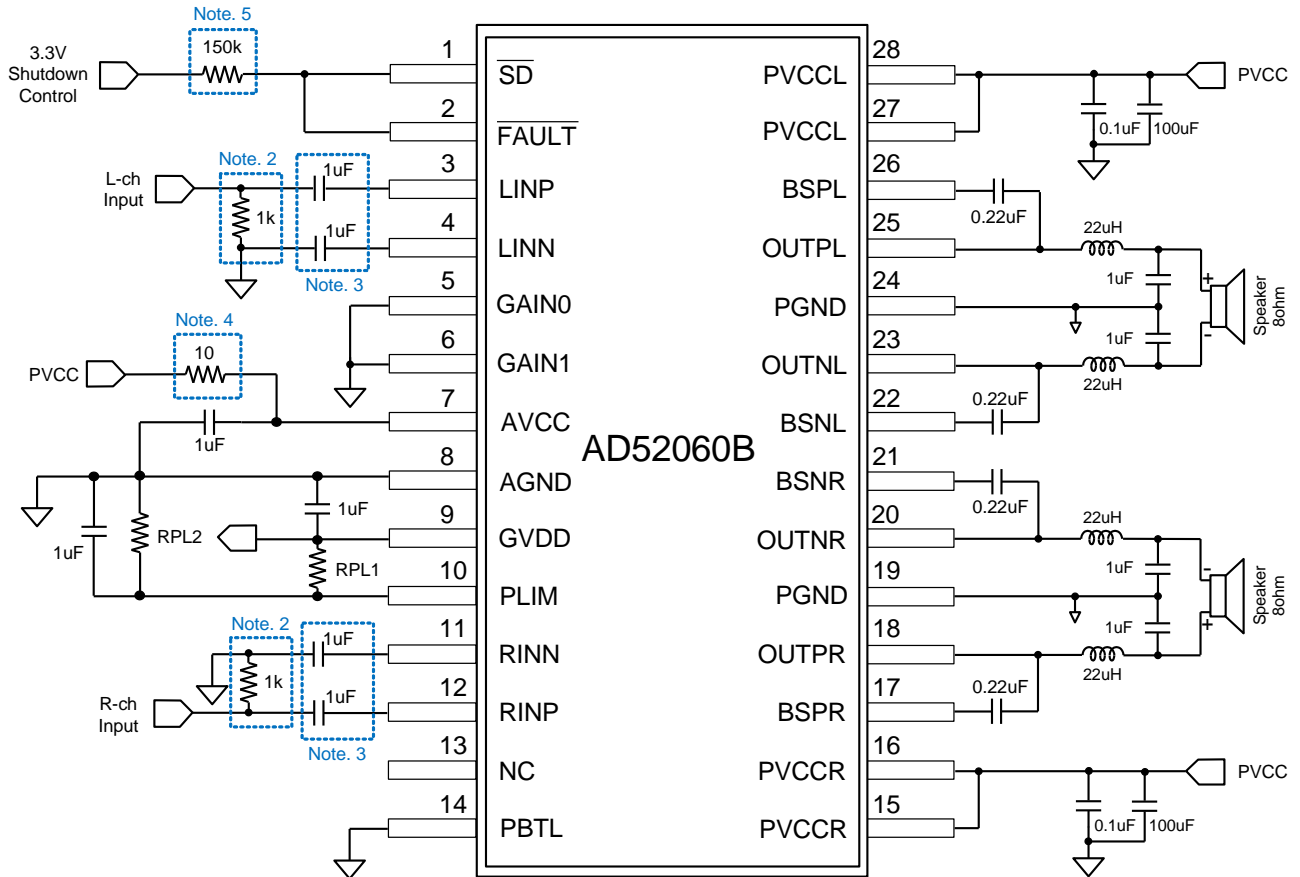 Note. 5
150k
3.3V
Shutdown
Control
1
SD
2
FAULT
Note. 2
L-ch
Input
1k
1uF
1uF
Note. 3
3
LINP
4
LINN
5
GAIN0
6
GAIN1
Note. 4
10
PVCC
1uF
7
AVCC
8
AGND
1uF
RPL2
1uF
9
GVDD
RPL1
10
PLIM
Note. 2
1uF
11
RINN
1k
1uF
12
RINP
R-ch
Input
Note. 3
13
NC
14
PBTL
AD52060B
28
PVCCL
PVCC
27
PVCCL
0.1uF
100uF
26
BSPL
0.22uF
25
OUTPL
22uH
1uF
24
PGND
+
Speaker
8ohm
-
1uF
23
OUTNL
22uH
0.22uF
22
BSNL
21
BSNR
0.22uF
20
OUTNR
22uH
1uF
19
PGND
-
Speaker
8ohm
+
1uF
18
OUTPR
22uH
0.22uF
17
BSPR
16
PVCCR
PVCC
15
PVCCR
0.1uF
100uF